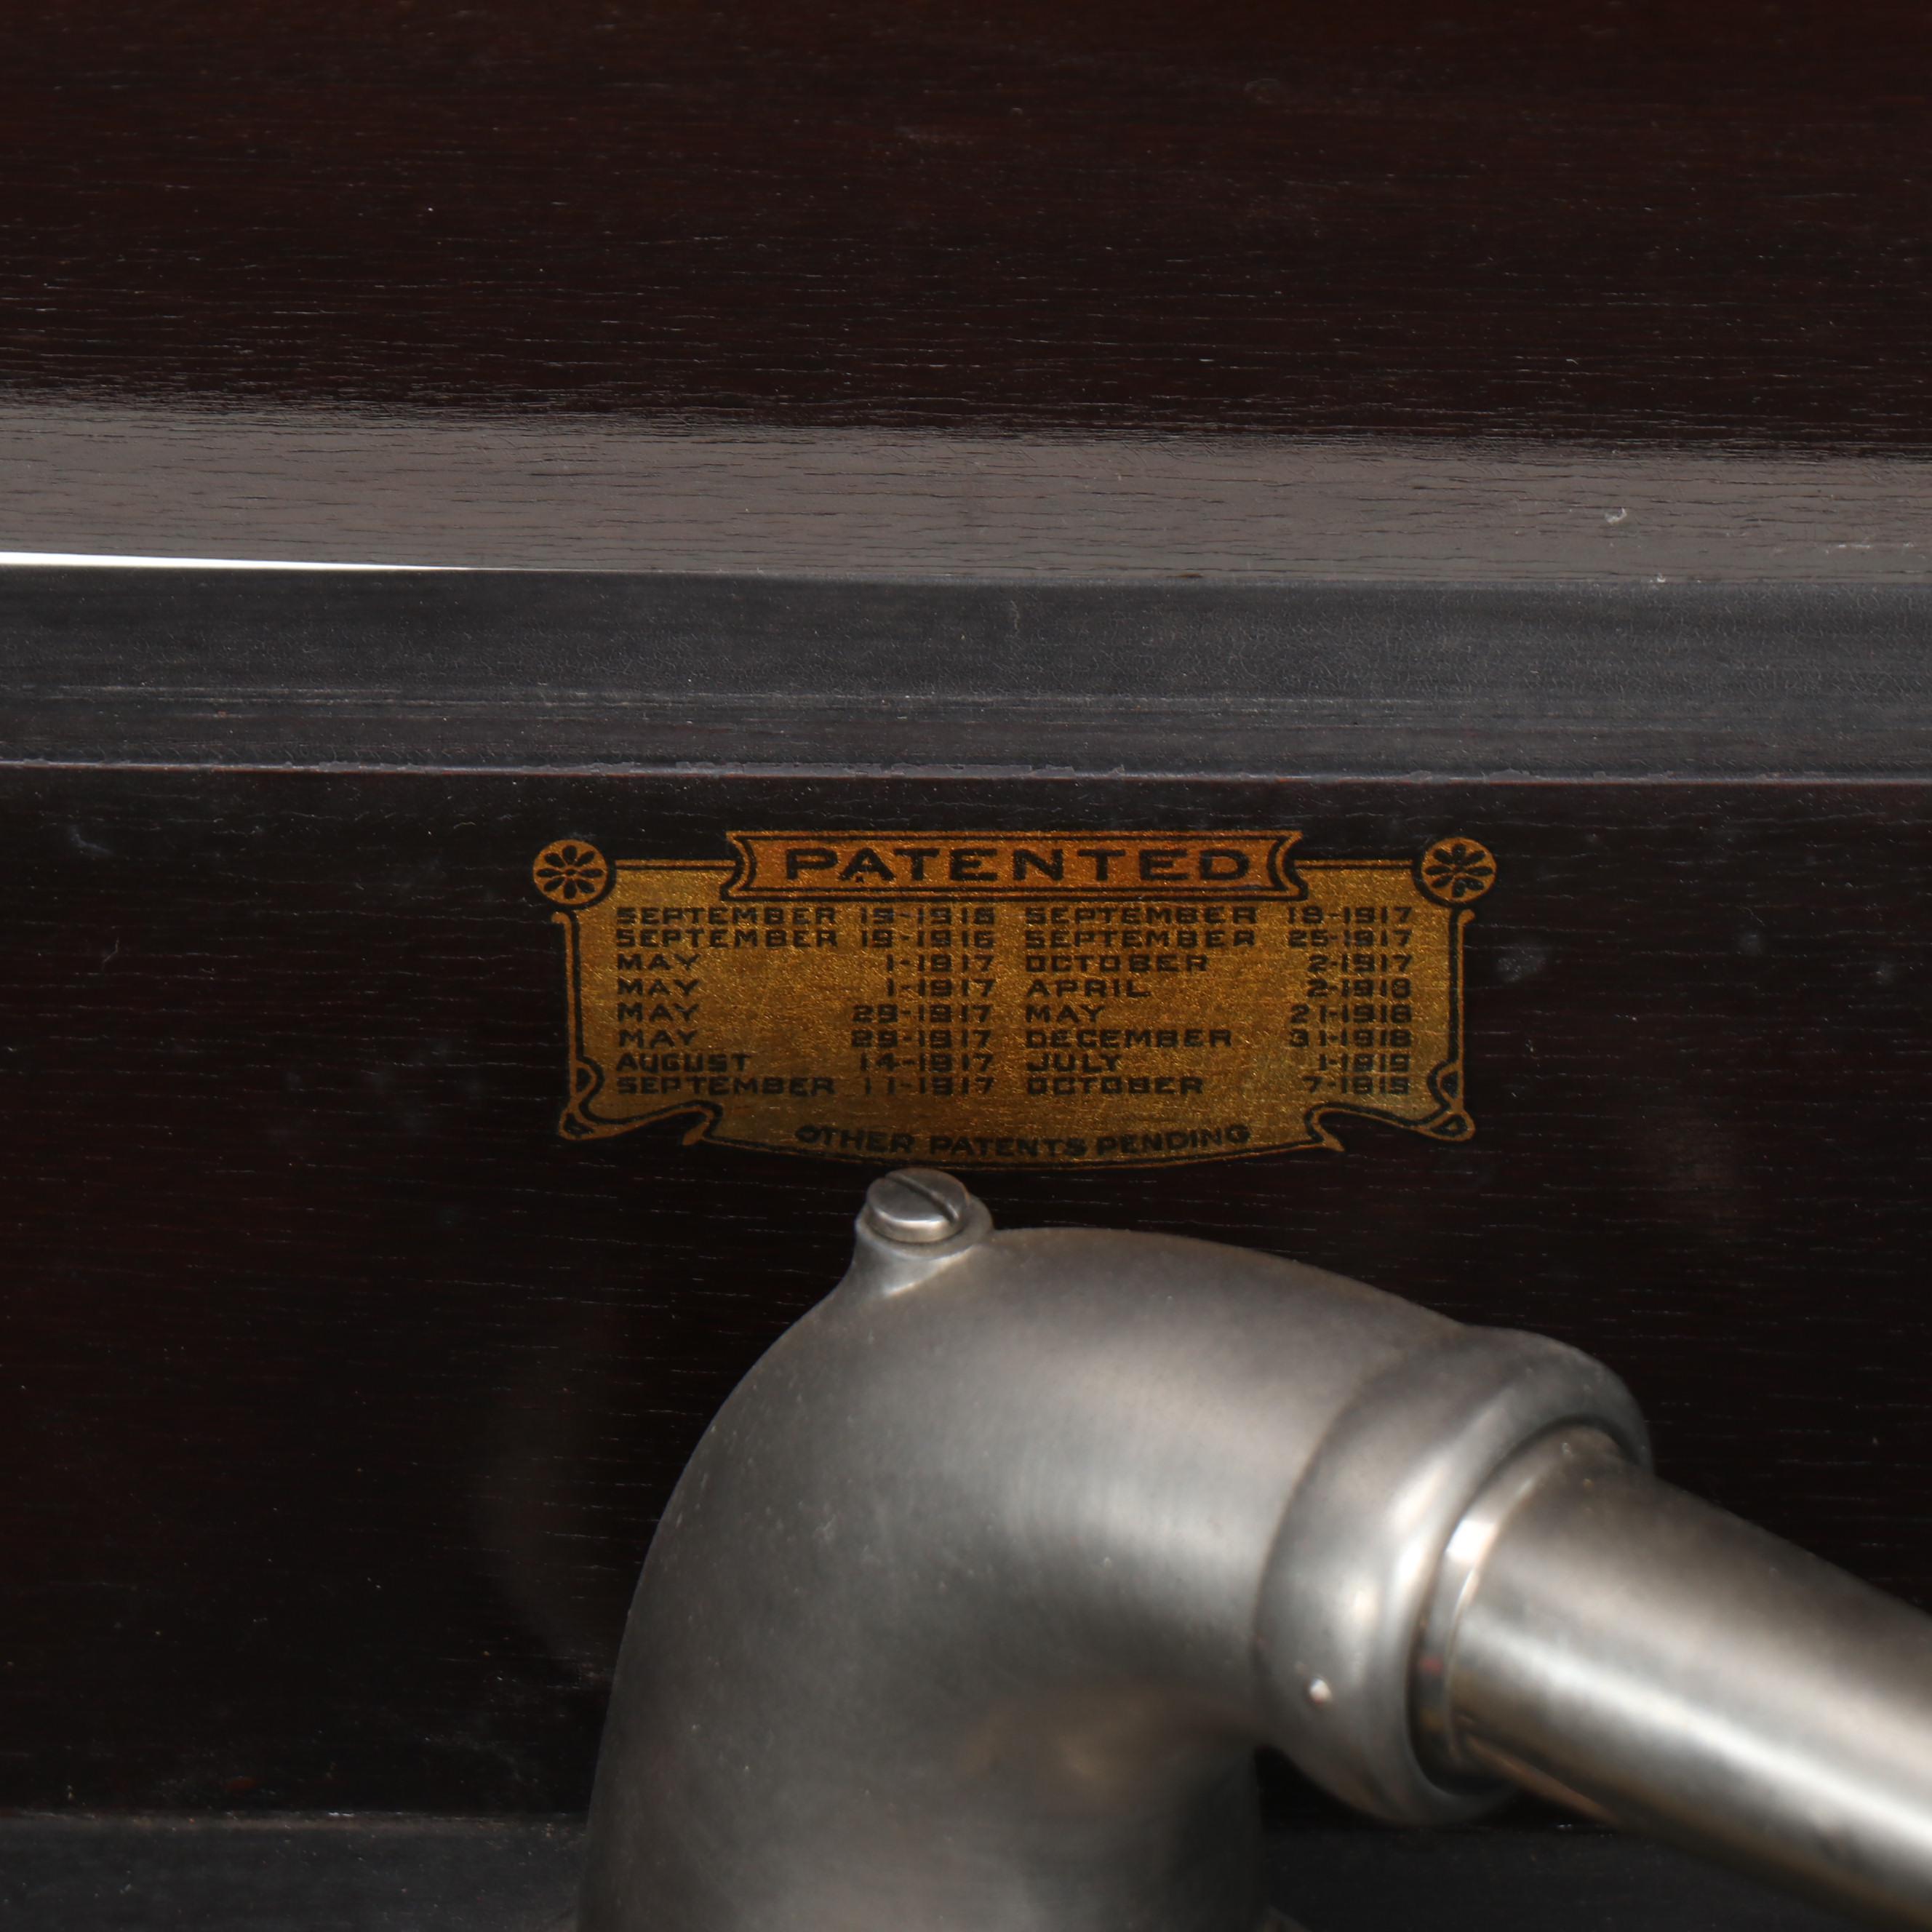 PATENTED
SEPTEMBER 19-1916 SEPTEMBER 18-1917
SEPTEMBER 19-1916 SEPTEMBER 25-1917
MAY 1-1917 OCTOBER 2-1917
MAY 1-1917 APRIL 2-1918
MAY 29-1917 MAY 21-1918
MAY 29-1917 DECEMBER 31-1918
AUGUST 14-1917 JULY 1-1919
SEPTEMBER 11-1917 OCTOBER 7-1919
OTHER PATENTS PENDING